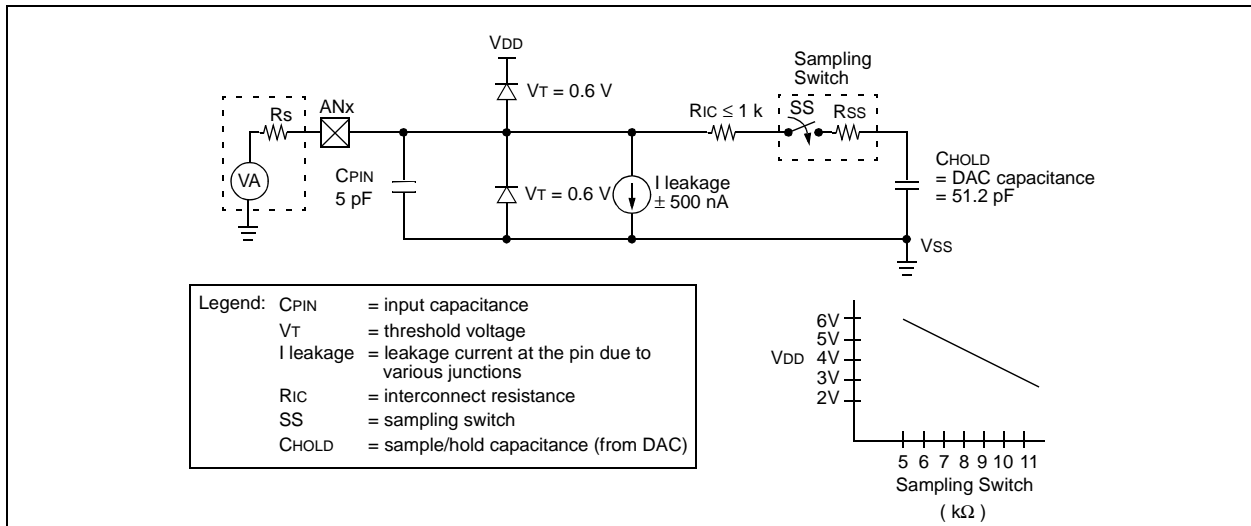 VDD
VT = 0.6 V
Sampling
Switch
RS
ANx
RIC ≤ 1 k
SS
RSS
VA
CPIN
5 pF
VT = 0.6 V
I leakage
± 500 nA
CHOLD
= DAC capacitance
= 51.2 pF
VSS
Legend: CPIN = input capacitance
VT = threshold voltage
I leakage = leakage current at the pin due to
various junctions
RIC = interconnect resistance
SS = sampling switch
CHOLD = sample/hold capacitance (from DAC)
6V
5V
VDD 4V
3V
2V
5 6 7 8 9 10 11
Sampling Switch
( kΩ )